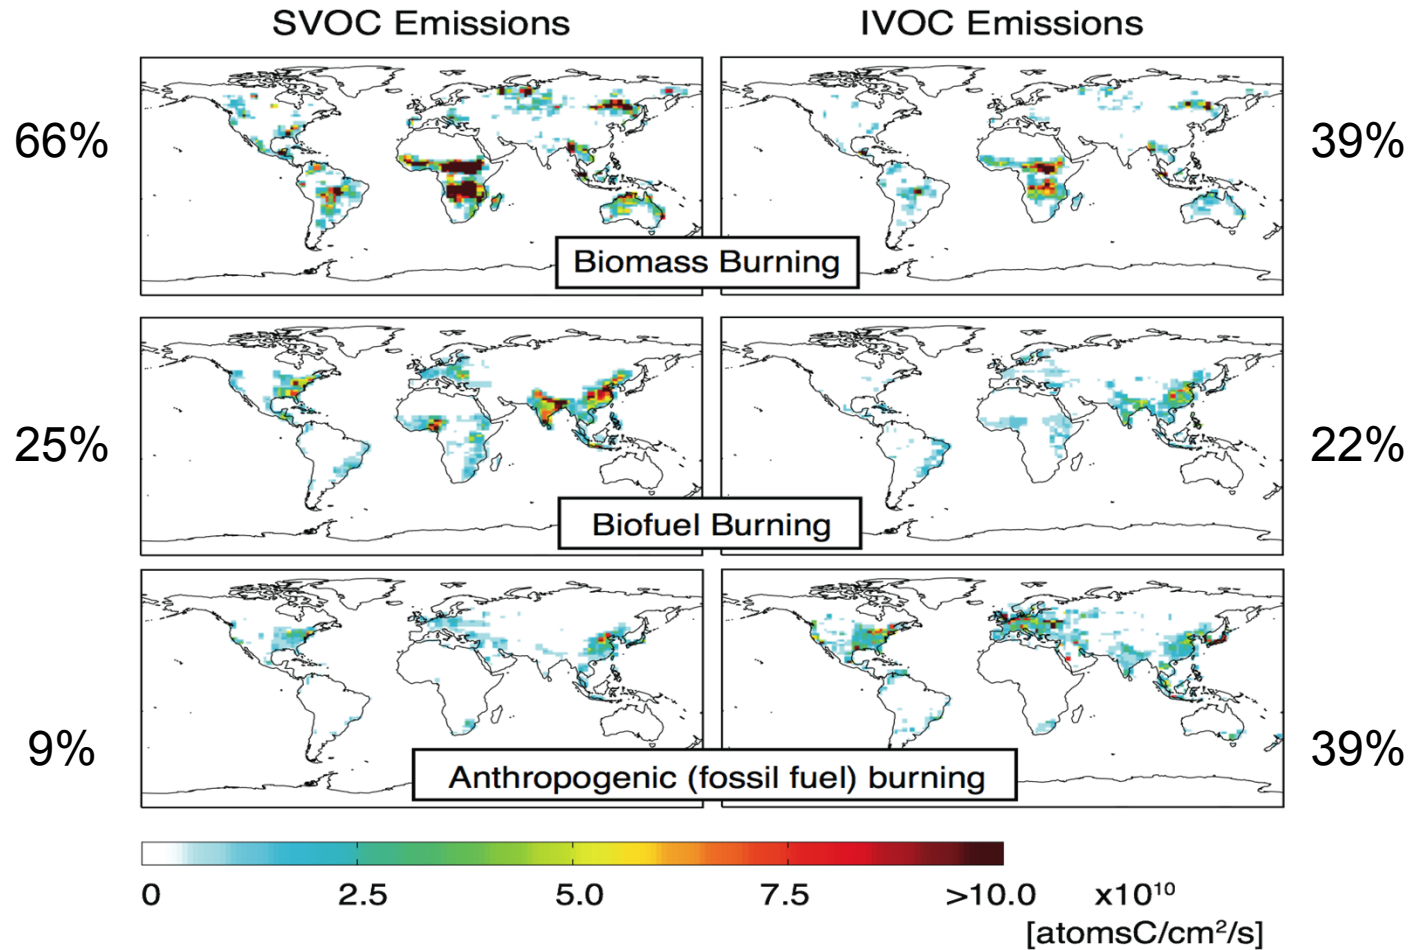 SVOC Emissions
IVOC Emissions
66%
39%
Biomass Burning
25%
22%
Biofuel Burning
9%
39%
Anthropogenic (fossil fuel) burning
0 2.5 5.0 7.5 >10.0 x10¹⁰
[atomsC/cm²/s]